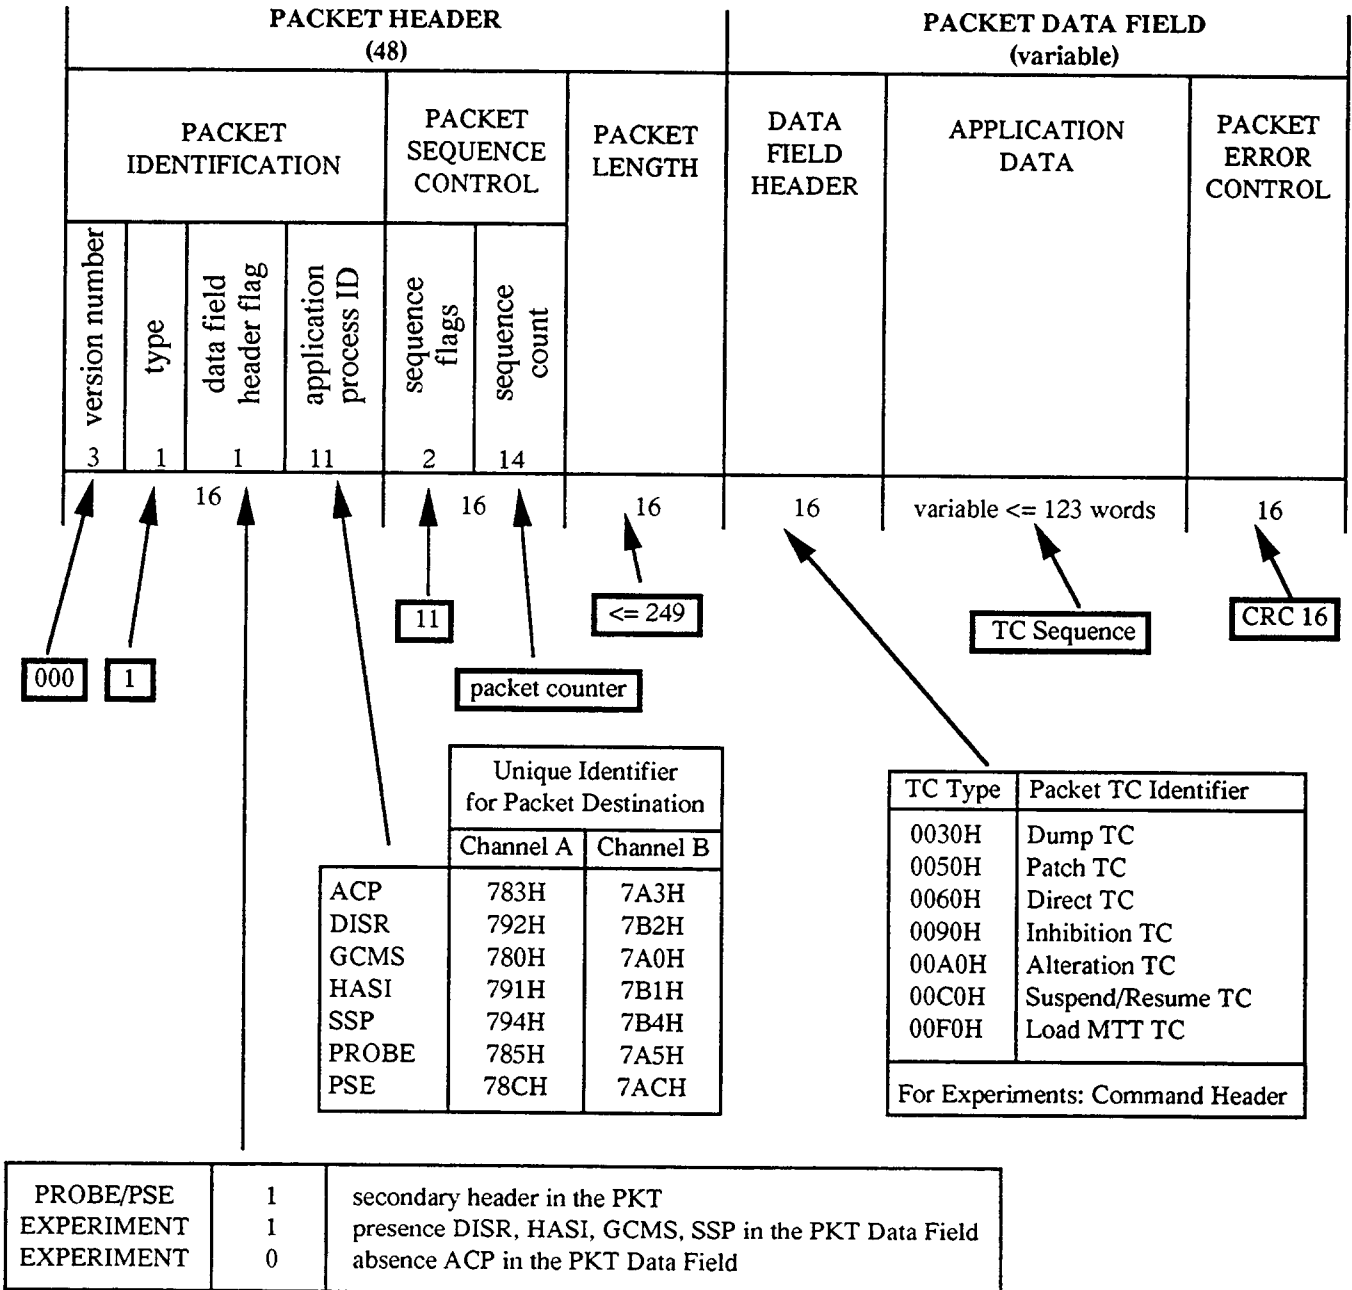 PACKET HEADER
(48)
PACKET DATA FIELD
(variable)
PACKET
IDENTIFICATION
PACKET
SEQUENCE
CONTROL
PACKET
LENGTH
DATA
FIELD
HEADER
APPLICATION
DATA
PACKET
ERROR
CONTROL
version number
type
data field
header flag
application
process ID
sequence
flags
sequence
count
3 1 1 11 2 14
16 16 16 16 variable <= 123 words 16
000
1
11
packet counter
<= 249
TC Sequence
CRC 16
Unique Identifier
for Packet Destination
Channel A Channel B
ACP 783H 7A3H
DISR 792H 7B2H
GCMS 780H 7A0H
HASI 791H 7B1H
SSP 794H 7B4H
PROBE 785H 7A5H
PSE 78CH 7ACH
TC Type Packet TC Identifier
0030H Dump TC
0050H Patch TC
0060H Direct TC
0090H Inhibition TC
00A0H Alteration TC
00C0H Suspend/Resume TC
00F0H Load MTT TC
For Experiments: Command Header
PROBE/PSE 1 secondary header in the PKT
EXPERIMENT 1 presence DISR, HASI, GCMS, SSP in the PKT Data Field
EXPERIMENT 0 absence ACP in the PKT Data Field